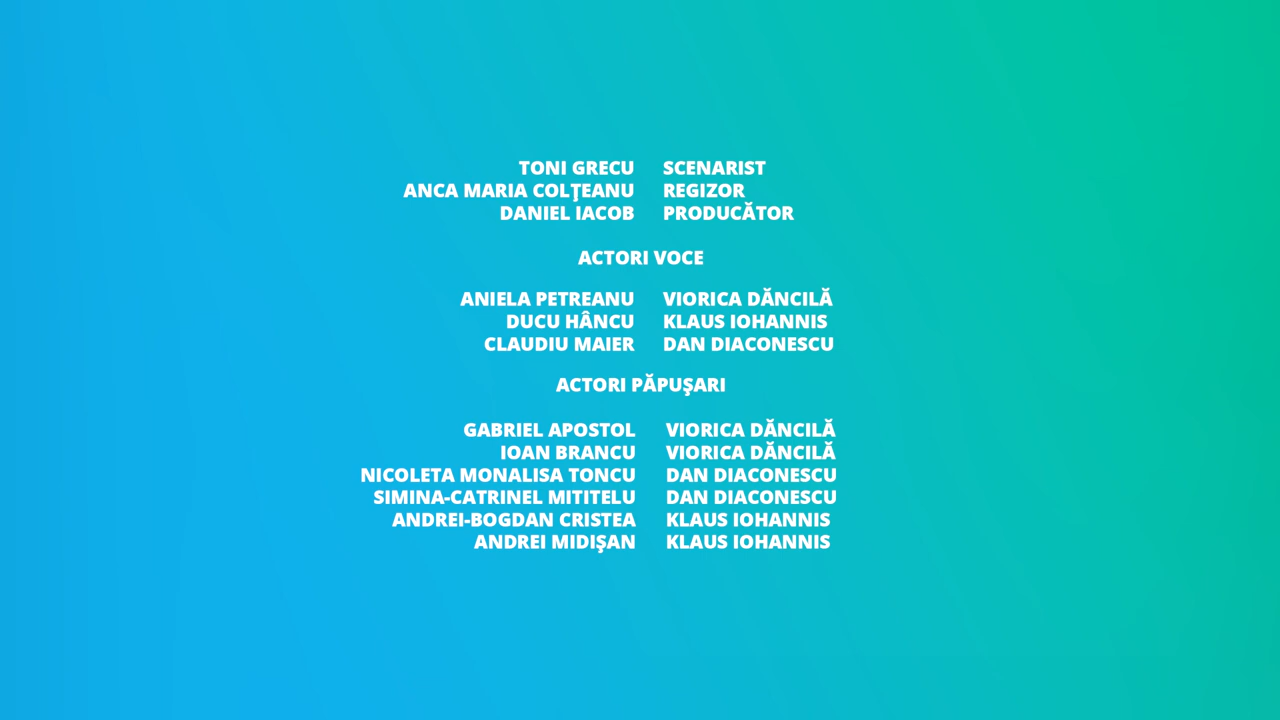 TONI GRECU SCENARIST
ANCA MARIA COLȚEANU REGIZOR
DANIEL IACOB PRODUCĂTOR
ACTORI VOCE
ANIELA PETREANU VIORICA DĂNCILĂ
DUCU HÂNCU KLAUS IOHANNIS
CLAUDIU MAIER DAN DIACONESCU
ACTORI PĂPUŞARI
GABRIEL APOSTOL VIORICA DĂNCILĂ
IOAN BRANCU VIORICA DĂNCILĂ
NICOLETA MONALISA TONCU DAN DIACONESCU
SIMINA-CATRINEL MITITELU DAN DIACONESCU
ANDREI-BOGDAN CRISTEA KLAUS IOHANNIS
ANDREI MIDIŞAN KLAUS IOHANNIS